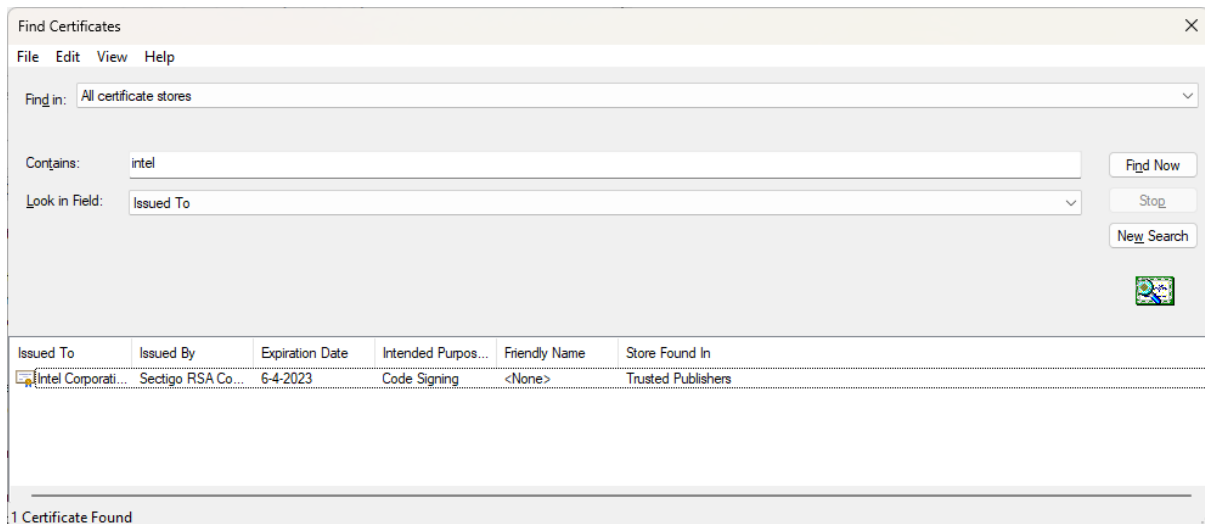 Find Certificates
File Edit View Help
Find in: All certificate stores
Contains: intel Find Now
Look in Field: Issued To Stop
New Search
Issued To Issued By Expiration Date Intended Purpos... Friendly Name Store Found In
Intel Corporati... Sectigo RSA Co... 6-4-2023 Code Signing <None> Trusted Publishers
1 Certificate Found